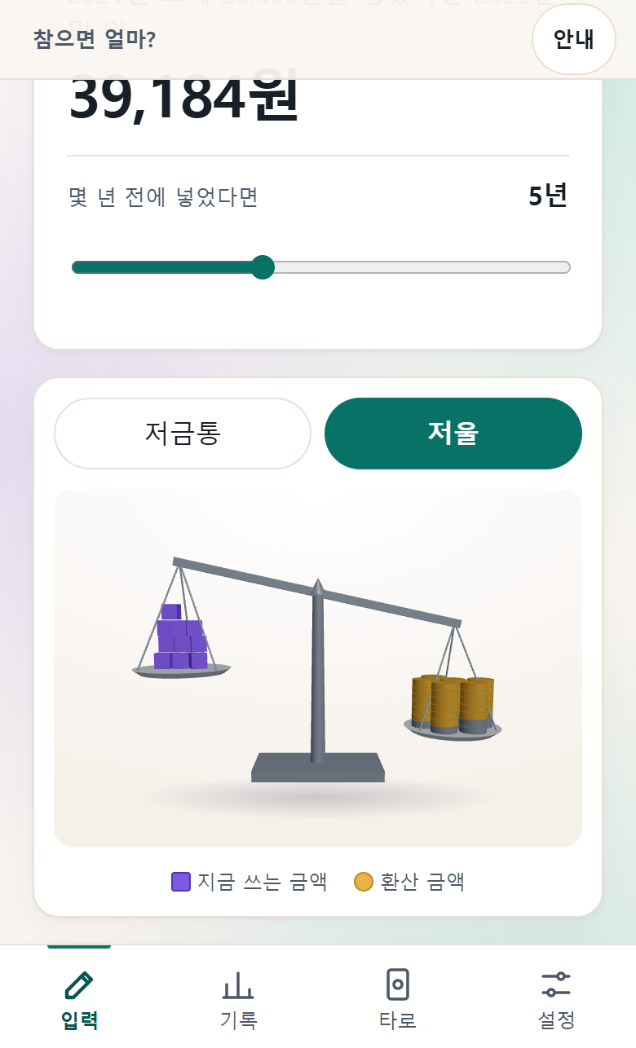 참으면 얼마?
안내
39,184원
몇 년 전에 넣었다면
5년
저금통
저울
지금 쓰는 금액
환산 금액
입력
기록
타로
설정